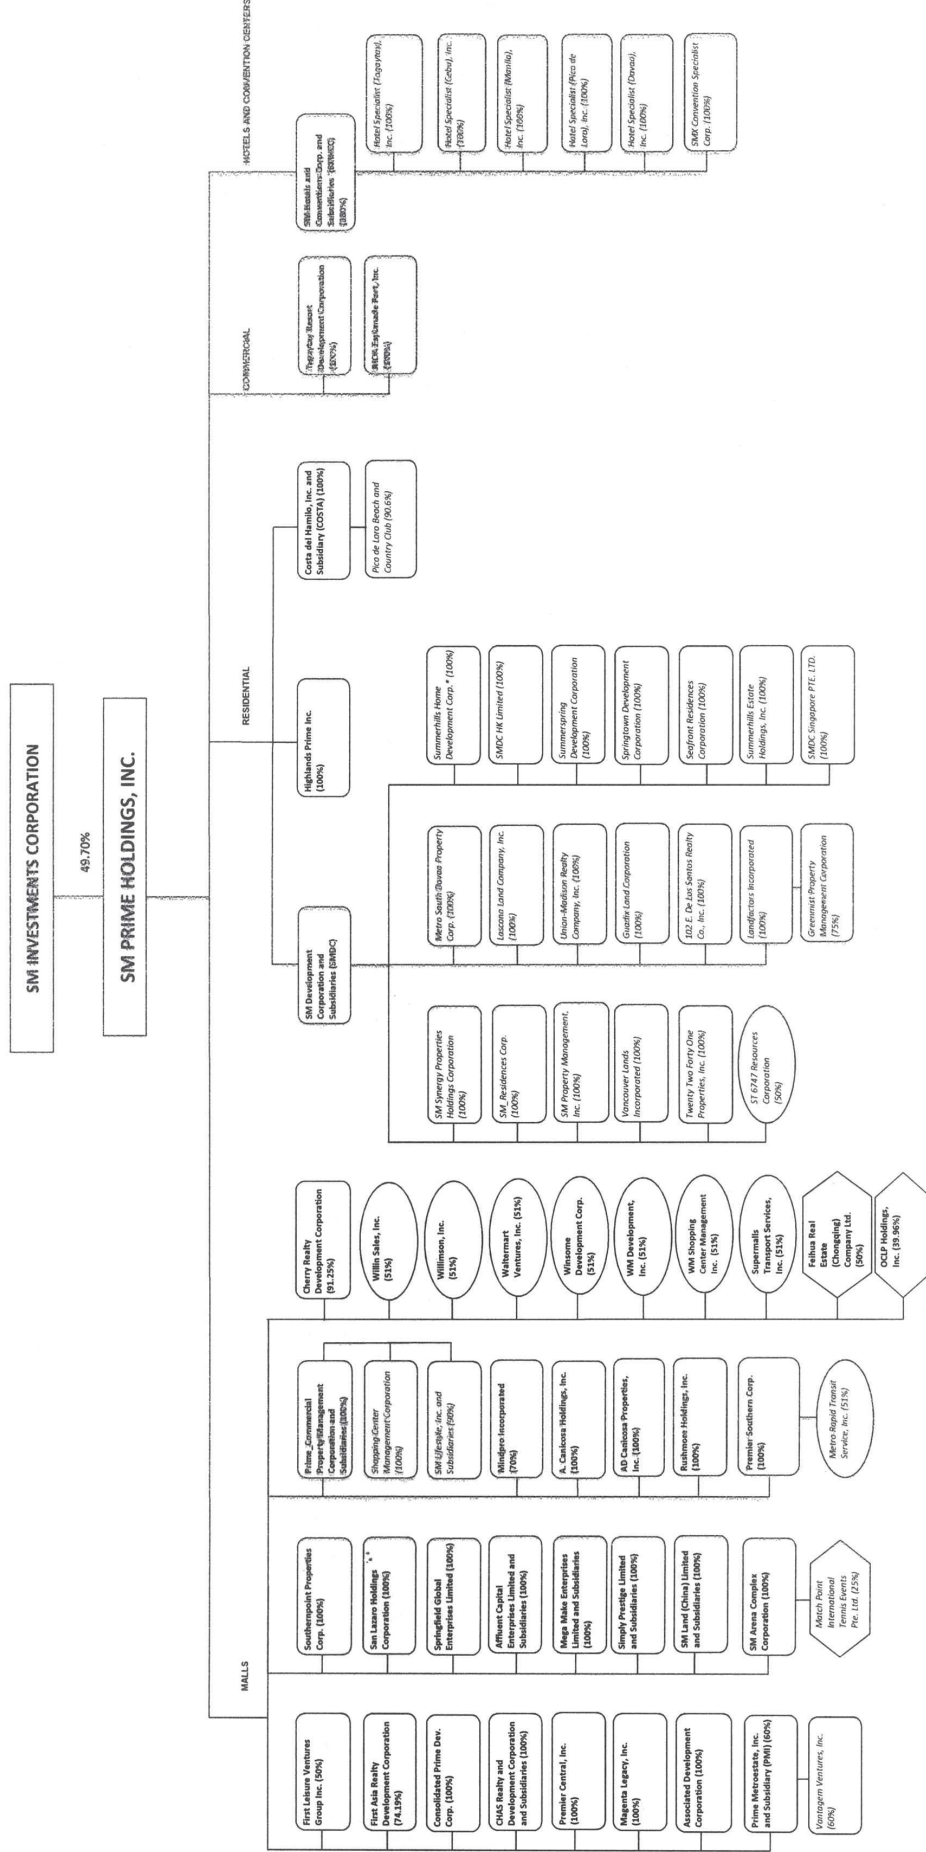 SM INVESTMENTS CORPORATION
49.70%
SM PRIME HOLDINGS, INC.
MALLS
First Leisure Ventures
Group Inc. (50%)
First Asia Realty
Development Corporation
(74.19%)
Consolidated Prime Dev.
Corp. (100%)
CHAS Realty and
Development Corporation
and Subsidiaries (100%)
Premier Central, Inc.
(100%)
Magenta Legacy, Inc.
(100%)
Associated Development
Corporation (100%)
Prime Metroestate, Inc.
and Subsidiary (PMI) (60%)
Vantagem Ventures, Inc.
(60%)
Southernpoint Properties
Corp. (100%)
San Lazaro Holdings
Corporation (100%)
Springfield Global
Enterprises Limited (100%)
Affluent Capital
Enterprises Limited and
Subsidiaries (100%)
Mega Make Enterprises
Limited and Subsidiaries
(100%)
Simply Prestige Limited
and Subsidiaries (100%)
SM Land (China) Limited
and Subsidiaries (100%)
SM Arena Complex
Corporation (100%)
Match Point
International
Tennis Events
Pte. Ltd. (25%)
Prime_Commercial
Property Management
Corporation and
Subsidiaries (100%)
Shopping Center
Management Corporation
(100%)
SM Lifestyle, Inc. and
Subsidiaries (90%)
Mindpro Incorporated
(70%)
A. Canicosa Holdings, Inc.
(100%)
AD Canicosa Properties,
Inc. (100%)
Rushmore Holdings, Inc.
(100%)
Premier Southern Corp.
(100%)
Metro Rapid Transit
Service, Inc. (51%)
Cherry Realty
Development Corporation
(91.25%)
Willin Sales, Inc.
(51%)
Willimson, Inc.
(51%)
Waltermart
Ventures, Inc. (51%)
Winsome
Development Corp.
(51%)
WM Development,
Inc. (51%)
WM Shopping
Center Management
Inc. (51%)
Supermalls
Transport Services,
Inc. (51%)
Feihua Real
Estate
(Chongqing)
Company Ltd.
(50%)
OCLP Holdings,
Inc. (39.96%)
RESIDENTIAL
SM Development
Corporation and
Subsidiaries (SMDC)
SM Synergy Properties
Holdings Corporation
(100%)
SM_Residences Corp.
(100%)
SM Property Management,
Inc. (100%)
Vancouver Lands
Incorporated (100%)
Twenty Two Forty One
Properties, Inc. (100%)
ST 6747 Resources
Corporation
(50%)
Metro South Davao Property
Corp. (100%)
Lascona Land Company, Inc.
(100%)
Union-Madison Realty
Company, Inc. (100%)
Guadix Land Corporation
(100%)
102 E. De Los Santos Realty
Co., Inc. (100%)
Landfactors Incorporated
(100%)
Greenmist Property
Management Corporation
(75%)
Summerhills Home
Development Corp.* (100%)
SMDC HK Limited (100%)
Summerspring
Development Corporation
(100%)
Springtown Development
Corporation (100%)
Seafront Residences
Corporation (100%)
Summerhills Estate
Holdings, Inc. (100%)
SMDC Singapore PTE. LTD.
(100%)
Highlands Prime Inc.
(100%)
Costa del Hamilo, Inc. and
Subsidiary (COSTA) (100%)
Pico de Loro Beach and
Country Club (90.6%)
COMMERCIAL
Tagaytay Resort
Development Corporation
(100%)
MOA Esplanade Port, Inc.
(100%)
HOTELS AND CONVENTION CENTERS
SM Hotels and
Conventions Corp. and
Subsidiaries (SMHCC)
(100%)
Hotel Specialist (Tagaytay),
Inc. (100%)
Hotel Specialist (Cebu), Inc.
(100%)
Hotel Specialist (Manila),
Inc. (100%)
Hotel Specialist (Pico de
Loro), Inc. (100%)
Hotel Specialist (Davao),
Inc. (100%)
SMX Convention Specialist
Corp. (100%)